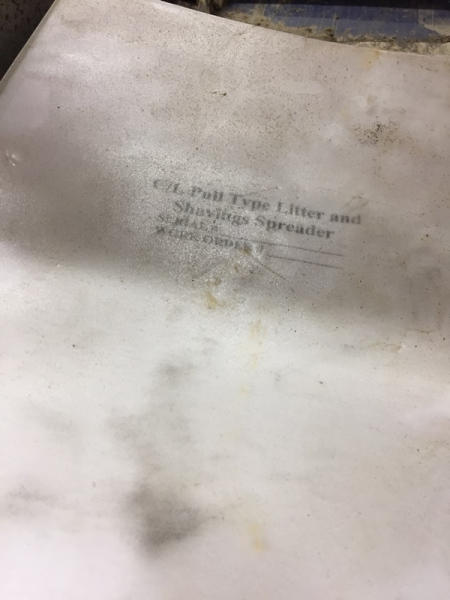 C/L Pull Type Litter and
Shavings Spreader
SERIAL #
WORK ORDER #